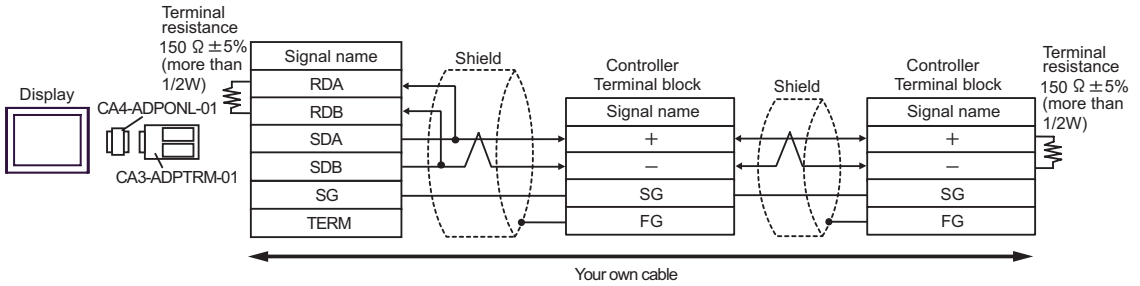 Terminal
resistance
150 Ω ±5%
(more than
1/2W)
Display
CA4-ADPONL-01
CA3-ADPTRM-01
Signal name
RDA
RDB
SDA
SDB
SG
TERM
Shield
Controller
Terminal block
Signal name
+
−
SG
FG
Shield
Controller
Terminal block
Signal name
+
−
SG
FG
Terminal
resistance
150 Ω ±5%
(more than
1/2W)
Your own cable